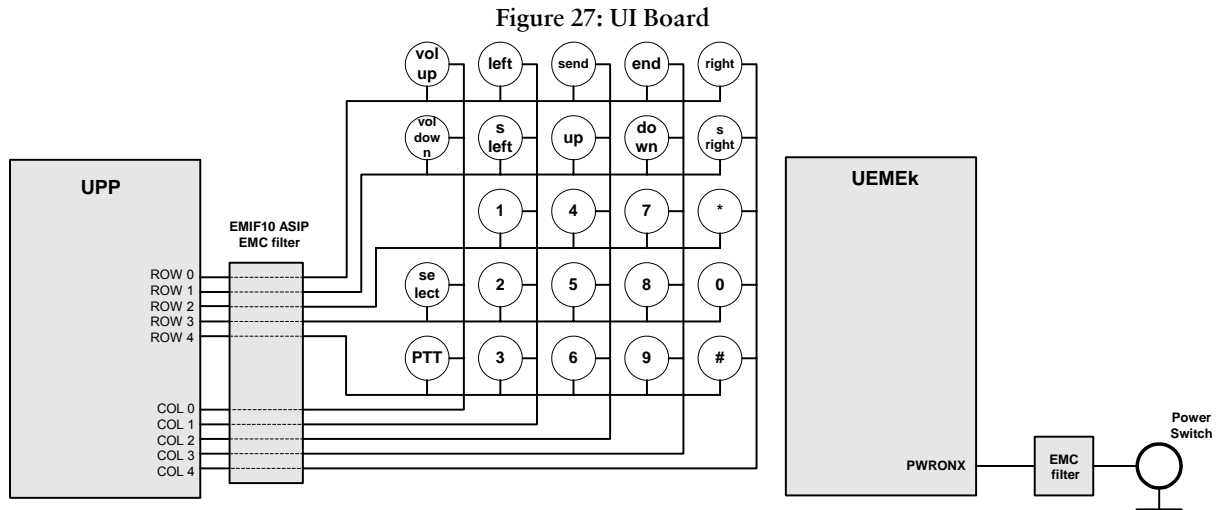 Figure 27: UI Board
vol
up
left
send
end
right
vol
dow
n
s
left
up
do
wn
s
right
UPP
UEMEk
1
4
7
*
EMIF10 ASIP
EMC filter
ROW 0
ROW 1
ROW 2
ROW 3
ROW 4
se
lect
2
5
8
0
PTT
3
6
9
#
COL 0
COL 1
COL 2
COL 3
COL 4
Power
Switch
PWRONX
EMC
filter